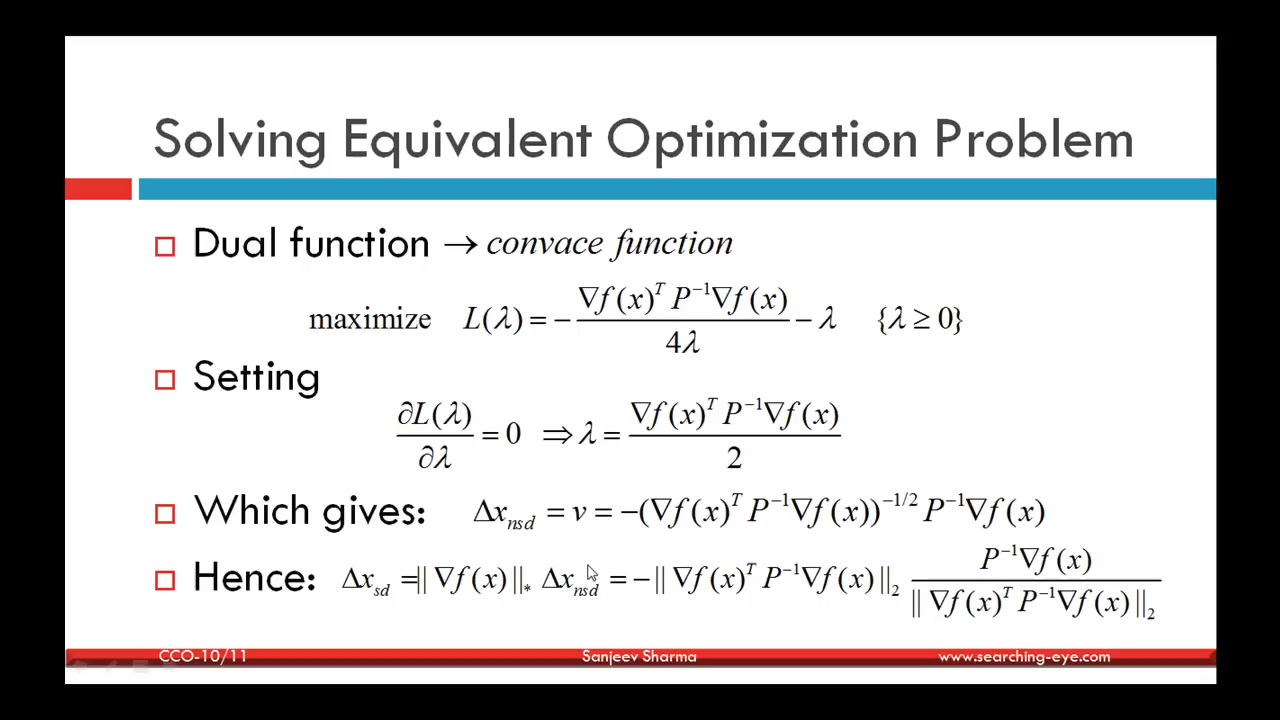 Solving Equivalent Optimization Problem
Dual function → convace function
maximize L(λ) = − ∇f(x)ᵀ P⁻¹∇f(x) / 4λ − λ {λ ≥ 0}
Setting
∂L(λ) / ∂λ = 0 ⇒ λ = ∇f(x)ᵀ P⁻¹∇f(x) / 2
Which gives: Δx_nsd = v = −(∇f(x)ᵀ P⁻¹∇f(x))^(−1/2) P⁻¹∇f(x)
Hence: Δx_sd = || ∇f(x) ||_* Δx_nsd = − || ∇f(x)ᵀ P⁻¹∇f(x) ||₂ P⁻¹∇f(x) / || ∇f(x)ᵀ P⁻¹∇f(x) ||₂
CCO-10/11 Sanjeev Sharma www.searching-eye.com